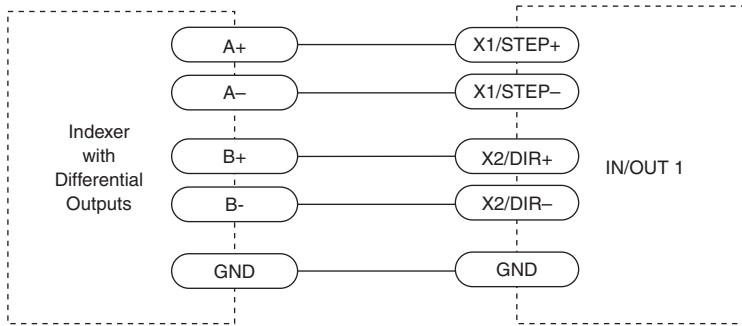 A+
X1/STEP+
A–
X1/STEP–
Indexer
with
Differential
Outputs
B+
X2/DIR+
IN/OUT 1
B-
X2/DIR–
GND
GND